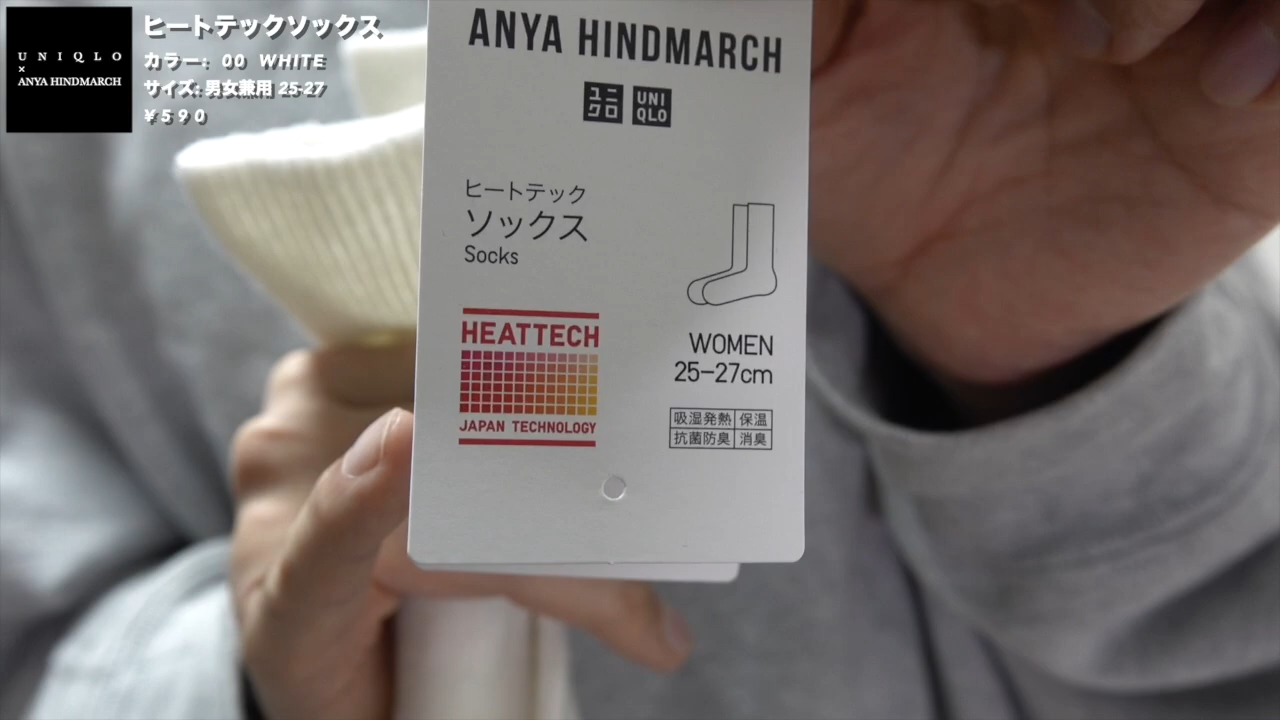 UNIQLO
×
ANYA HINDMARCH
ヒートテックソックス
カラー: 00 WHITE
サイズ: 男女兼用 25-27
¥590
ANYA HINDMARCH
ユニクロ UNIQLO
ヒートテック
ソックス
Socks
HEATTECH
JAPAN TECHNOLOGY
WOMEN
25-27cm
吸湿発熱 保温
抗菌防臭 消臭